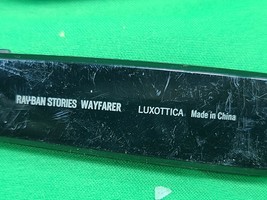 RAY-BAN STORIES WAYFARER LUXOTTICA Made in China